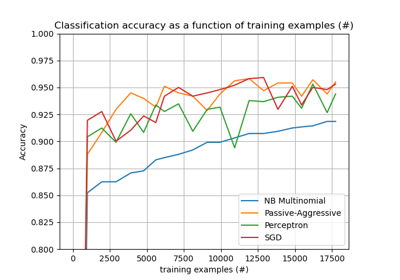 Classification accuracy as a function of training examples (#)
1.000
0.975
0.950
0.925
0.900
0.875
0.850
0.825
0.800
Accuracy
0 2500 5000 7500 10000 12500 15000 17500
training examples (#)
NB Multinomial
Passive-Aggressive
Perceptron
SGD